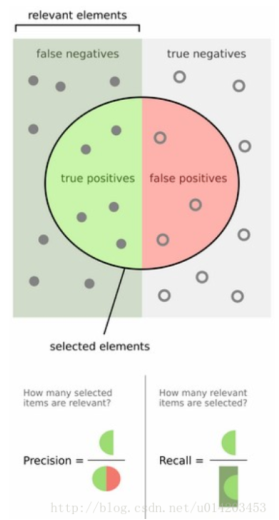 relevant elements
false negatives
true negatives
true positives
false positives
selected elements
How many selected
items are relevant?
How many relevant
items are selected?
Precision =
Recall =
http://blog.csdn.net/u014203453